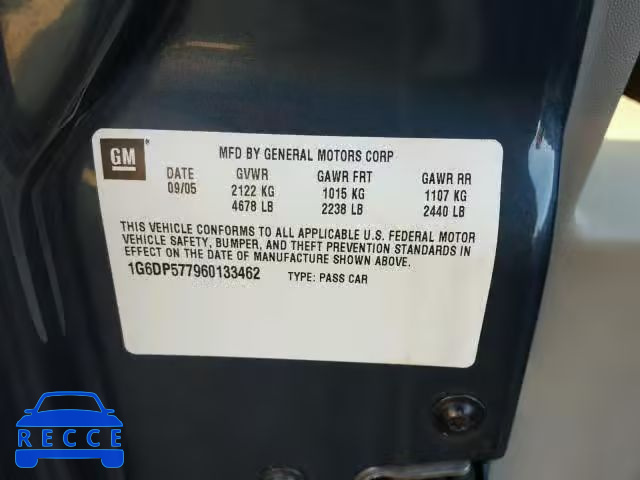 GM
MFD BY GENERAL MOTORS CORP
DATE GVWR GAWR FRT GAWR RR
09/05 2122 KG 1015 KG 1107 KG
4678 LB 2238 LB 2440 LB
THIS VEHICLE CONFORMS TO ALL APPLICABLE U.S. FEDERAL MOTOR
VEHICLE SAFETY, BUMPER, AND THEFT PREVENTION STANDARDS IN
EFFECT ON THE DATE OF MANUFACTURE SHOWN ABOVE.
1G6DP577960133462 TYPE: PASS CAR
RECCE